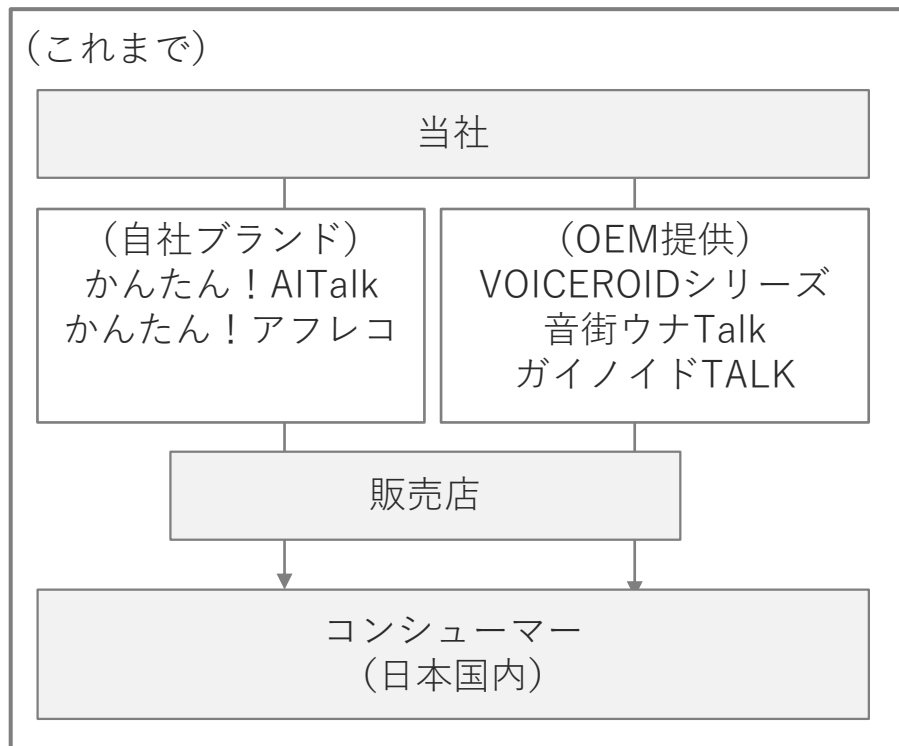 (これまで)
当社
(自社ブランド)
かんたん！AITalk
かんたん！アフレコ
(OEM提供)
VOICEROIDシリーズ
音街ウナTalk
ガイノイドTALK
販売店
コンシューマー
(日本国内)